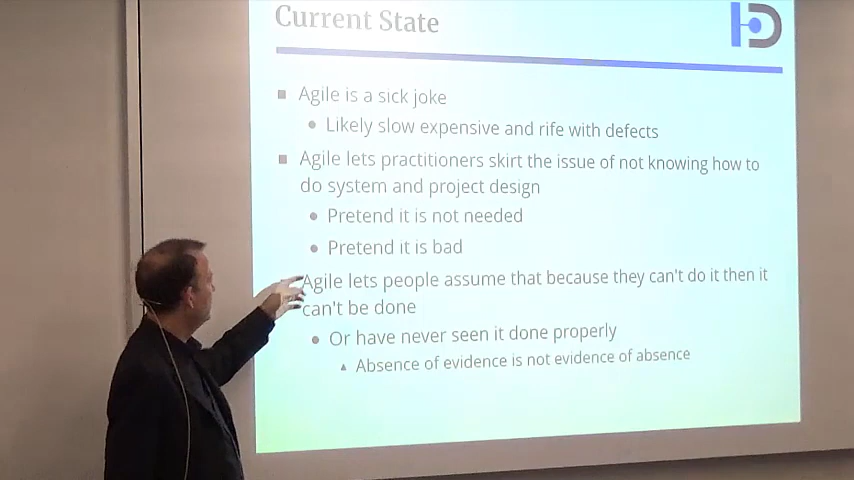 Current State
Agile is a sick joke
Likely slow expensive and rife with defects
Agile lets practitioners skirt the issue of not knowing how to
do system and project design
Pretend it is not needed
Pretend it is bad
Agile lets people assume that because they can't do it then it
can't be done
Or have never seen it done properly
Absence of evidence is not evidence of absence